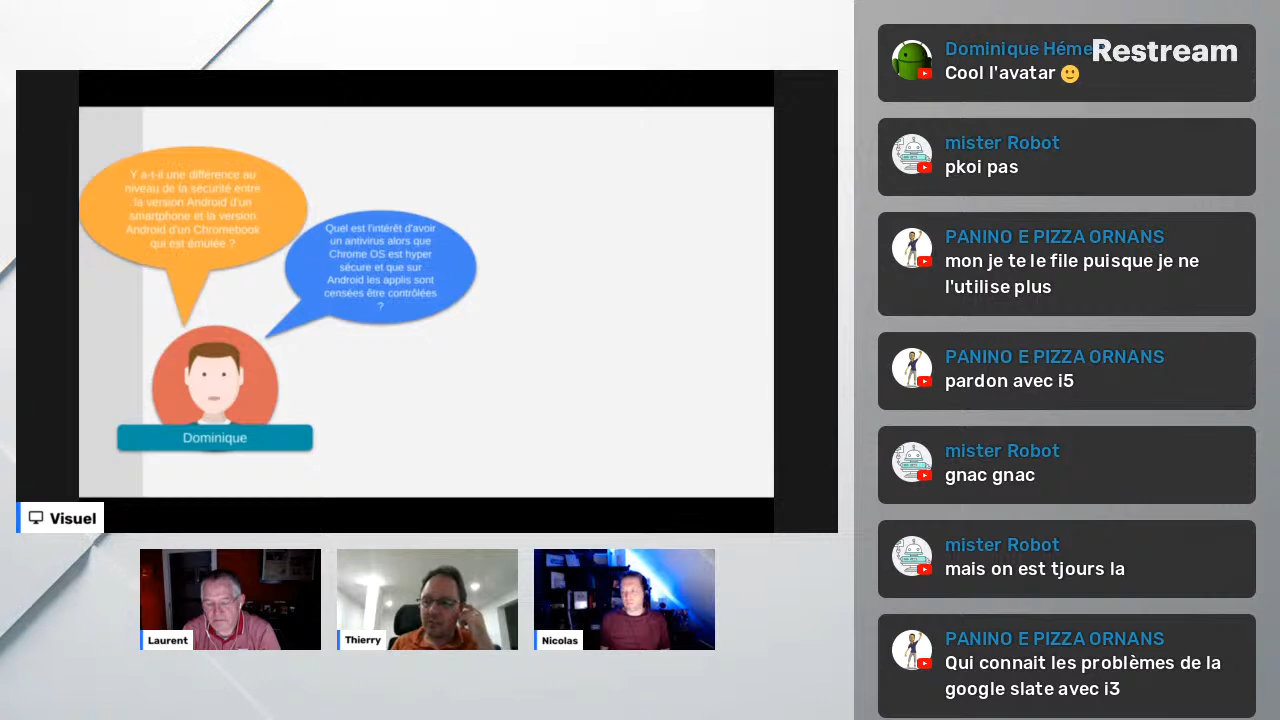 Y a-t-il une différence au
niveau de la sécurité entre
la version Android d'un
smartphone et la version
Android d'un Chromebook
qui est émulée ?
Quel est l'intérêt d'avoir
un antivirus alors que
Chrome OS est hyper
sécure et que sur
Android les applis sont
censées être contrôlées
?
Dominique
Visuel
Laurent
Thierry
Nicolas
Restream
Dominique Héme
Cool l'avatar 🙂
mister Robot
pkoi pas
PANINO E PIZZA ORNANS
mon je te le file puisque je ne
l'utilise plus
PANINO E PIZZA ORNANS
pardon avec i5
mister Robot
gnac gnac
mister Robot
mais on est tjours la
PANINO E PIZZA ORNANS
Qui connait les problèmes de la
google slate avec i3